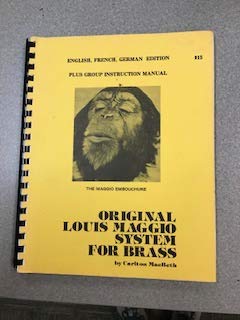 ENGLISH, FRENCH, GERMAN EDITION $15
PLUS GROUP INSTRUCTION MANUAL
THE MAGGIO EMBOUCHURE
ORIGINAL
LOUIS MAGGIO
SYSTEM
FOR BRASS
by Carlton MacBeth